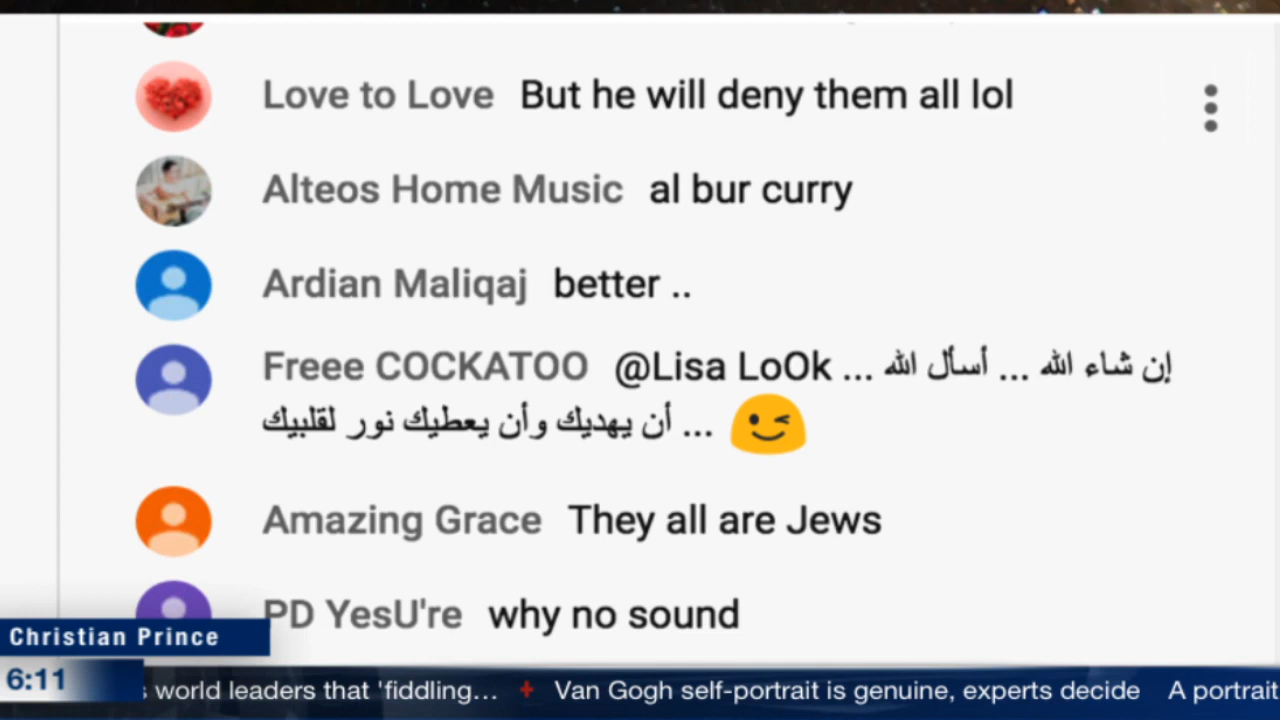 Love to Love But he will deny them all lol
Alteos Home Music al bur curry
Ardian Maliqaj better ..
Freee COCKATOO @Lisa LoOk ... إن شاء الله ... أسأل الله
أن يهديك وأن يعطيك نور لقلبيك ... 😉
Amazing Grace They all are Jews
PD YesU're why no sound
Christian Prince
6:11
s world leaders that 'fiddling... + Van Gogh self-portrait is genuine, experts decide A portrait